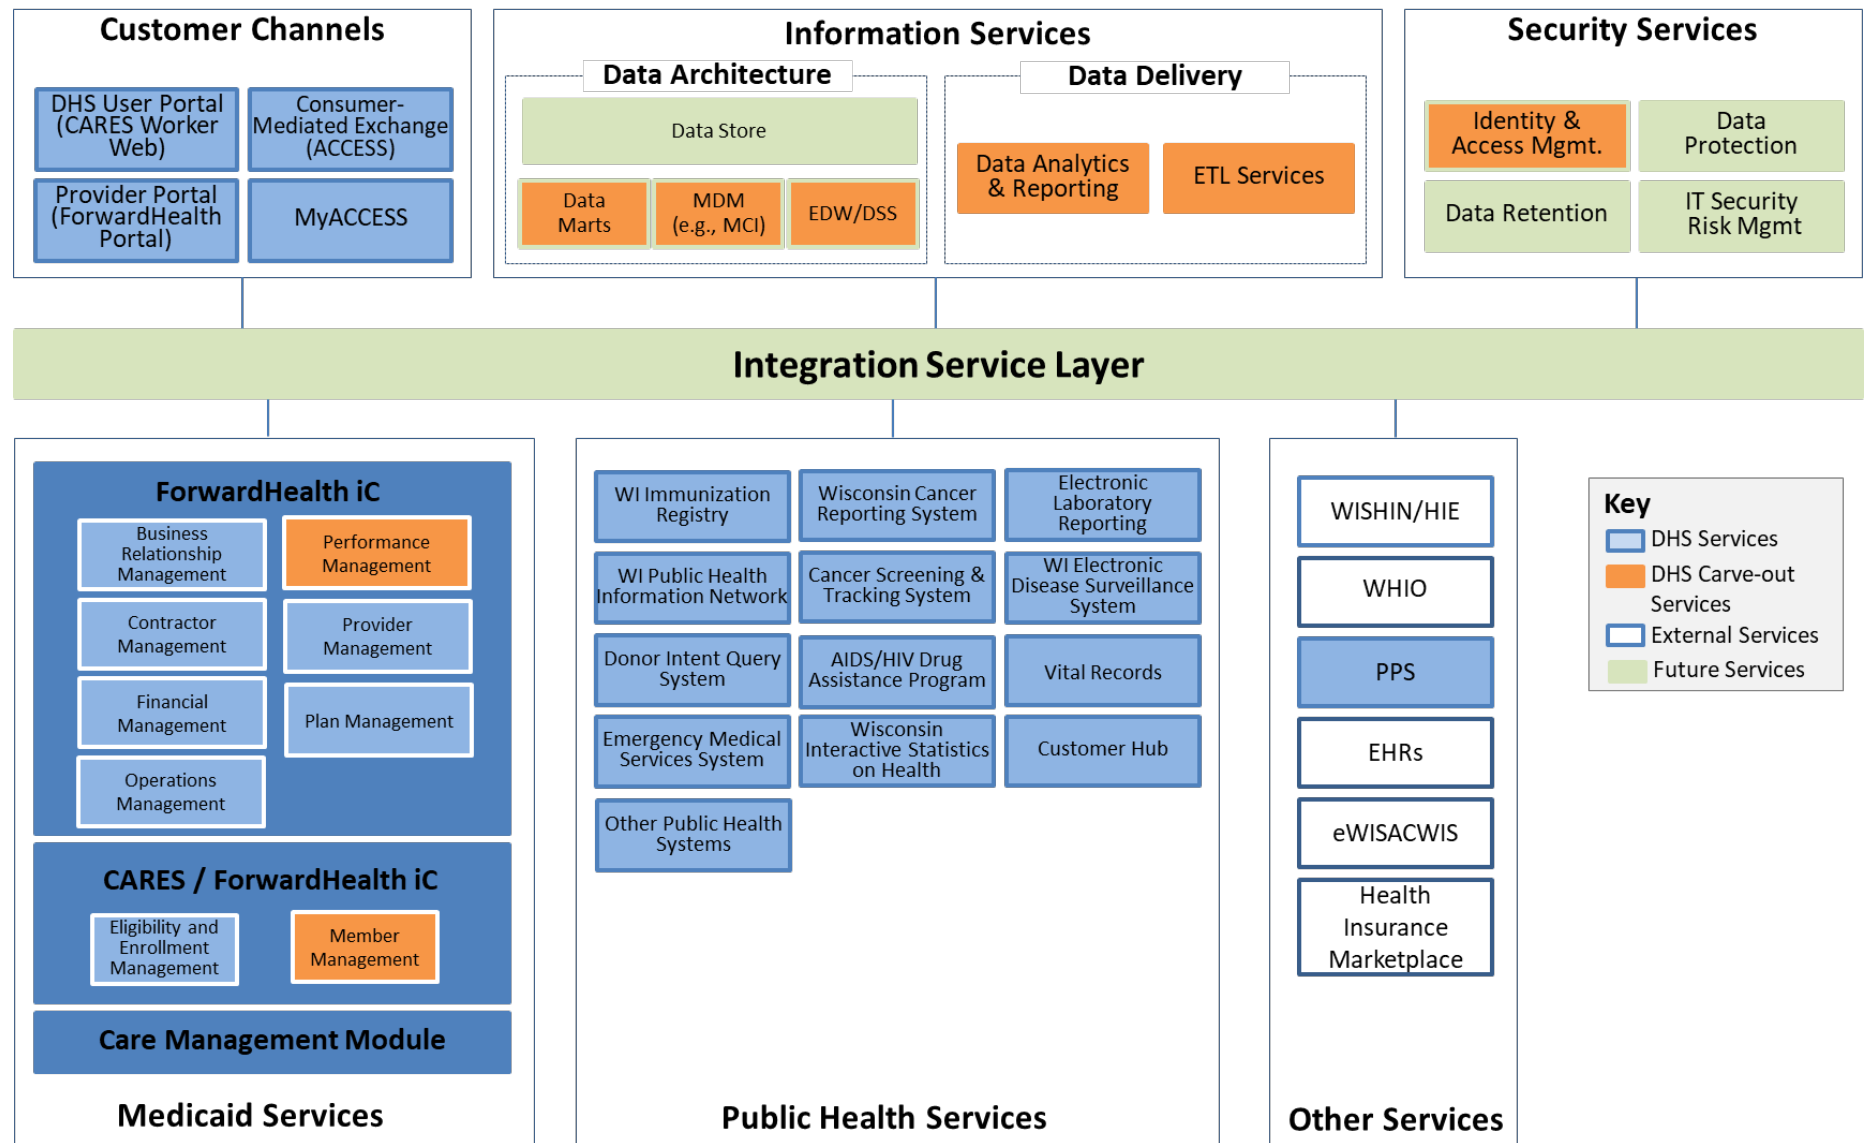 Customer Channels
DHS User Portal
(CARES Worker
Web)
Consumer-
Mediated Exchange
(ACCESS)
Provider Portal
(ForwardHealth
Portal)
MyACCESS
Information Services
Data Architecture
Data Store
Data
Marts
MDM
(e.g., MCI)
EDW/DSS
Data Delivery
Data Analytics
& Reporting
ETL Services
Security Services
Identity &
Access Mgmt.
Data
Protection
Data Retention
IT Security
Risk Mgmt
Integration Service Layer
ForwardHealth iC
Business
Relationship
Management
Performance
Management
Contractor
Management
Provider
Management
Financial
Management
Plan Management
Operations
Management
CARES / ForwardHealth iC
Eligibility and
Enrollment
Management
Member
Management
Care Management Module
Medicaid Services
WI Immunization
Registry
Wisconsin Cancer
Reporting System
Electronic
Laboratory
Reporting
WI Public Health
Information Network
Cancer Screening &
Tracking System
WI Electronic
Disease Surveillance
System
Donor Intent Query
System
AIDS/HIV Drug
Assistance Program
Vital Records
Emergency Medical
Services System
Wisconsin
Interactive Statistics
on Health
Customer Hub
Other Public Health
Systems
Public Health Services
WISHIN/HIE
WHIO
PPS
EHRs
eWISACWIS
Health
Insurance
Marketplace
Other Services
Key
DHS Services
DHS Carve-out
Services
External Services
Future Services